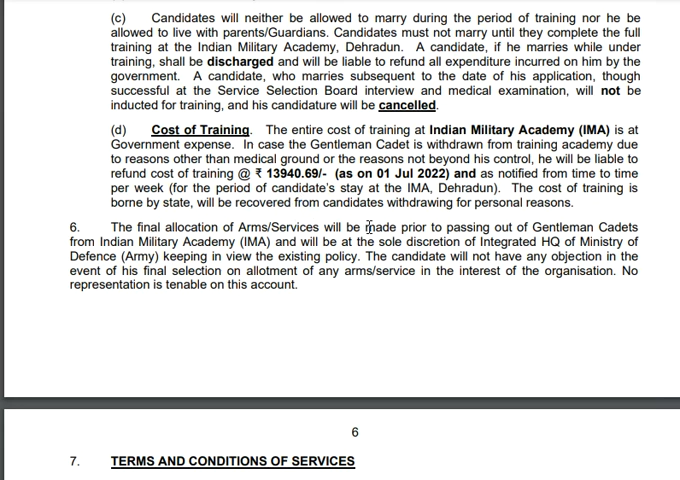 (c) Candidates will neither be allowed to marry during the period of training nor he be
allowed to live with parents/Guardians. Candidates must not marry until they complete the full
training at the Indian Military Academy, Dehradun. A candidate, if he marries while under
training, shall be discharged and will be liable to refund all expenditure incurred on him by the
government. A candidate, who marries subsequent to the date of his application, though
successful at the Service Selection Board interview and medical examination, will not be
inducted for training, and his candidature will be cancelled.
(d) Cost of Training. The entire cost of training at Indian Military Academy (IMA) is at
Government expense. In case the Gentleman Cadet is withdrawn from training academy due
to reasons other than medical ground or the reasons not beyond his control, he will be liable to
refund cost of training @ ₹ 13940.69/- (as on 01 Jul 2022) and as notified from time to time
per week (for the period of candidate's stay at the IMA, Dehradun). The cost of training is
borne by state, will be recovered from candidates withdrawing for personal reasons.
6. The final allocation of Arms/Services will be made prior to passing out of Gentleman Cadets
from Indian Military Academy (IMA) and will be at the sole discretion of Integrated HQ of Ministry of
Defence (Army) keeping in view the existing policy. The candidate will not have any objection in the
event of his final selection on allotment of any arms/service in the interest of the organisation. No
representation is tenable on this account.
6
7. TERMS AND CONDITIONS OF SERVICES